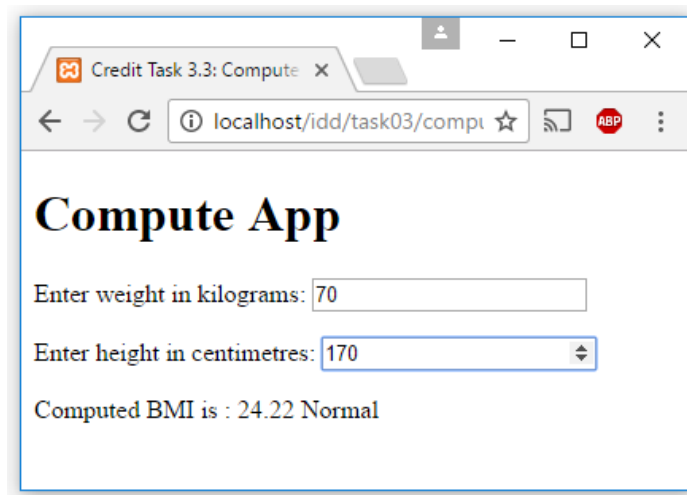 Credit Task 3.3: Compute
localhost/idd/task03/compu
ABP
Compute App
Enter weight in kilograms: 70
Enter height in centimetres: 170
Computed BMI is : 24.22 Normal